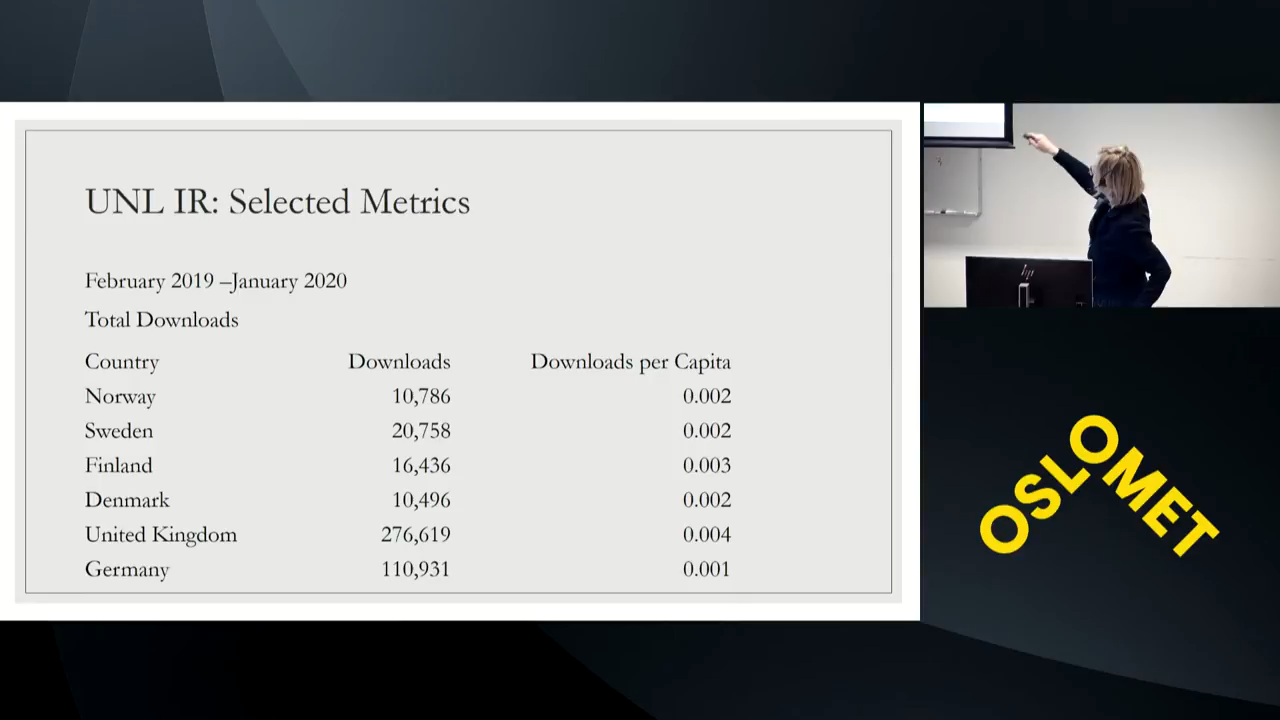 UNL IR: Selected Metrics
February 2019 –January 2020
Total Downloads
Country Downloads Downloads per Capita
Norway 10,786 0.002
Sweden 20,758 0.002
Finland 16,436 0.003
Denmark 10,496 0.002
United Kingdom 276,619 0.004
Germany 110,931 0.001
hp
OSLOMET